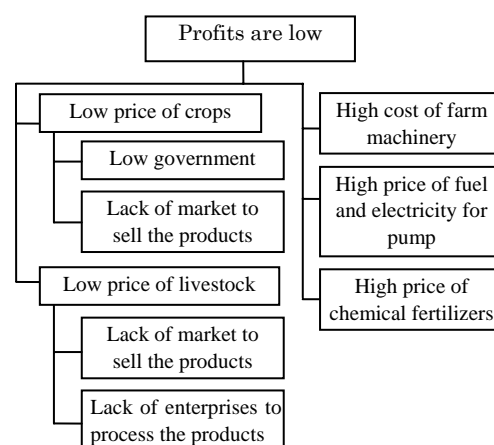 Profits are low
Low price of crops
Low government
Lack of market to
sell the products
Low price of livestock
Lack of market to
sell the products
Lack of enterprises to
process the products
High cost of farm
machinery
High price of fuel
and electricity for
pump
High price of
chemical fertilizers